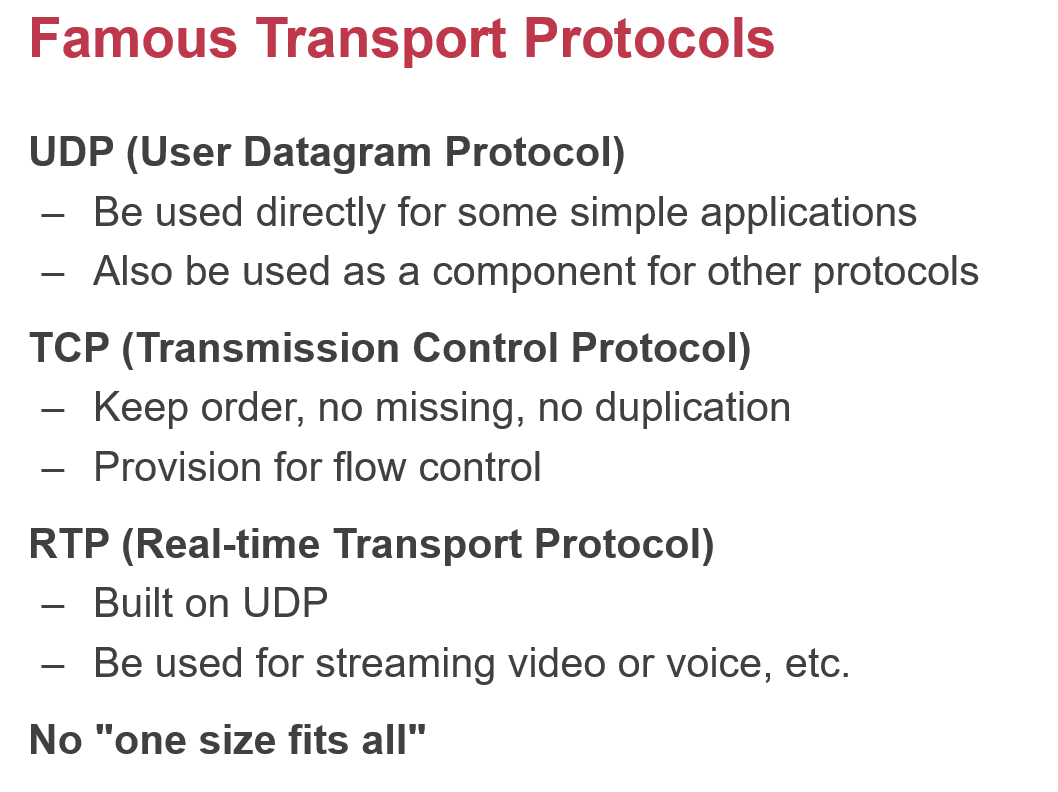 Famous Transport Protocols
UDP (User Datagram Protocol)
– Be used directly for some simple applications
– Also be used as a component for other protocols
TCP (Transmission Control Protocol)
– Keep order, no missing, no duplication
– Provision for flow control
RTP (Real-time Transport Protocol)
– Built on UDP
– Be used for streaming video or voice, etc.
No "one size fits all"